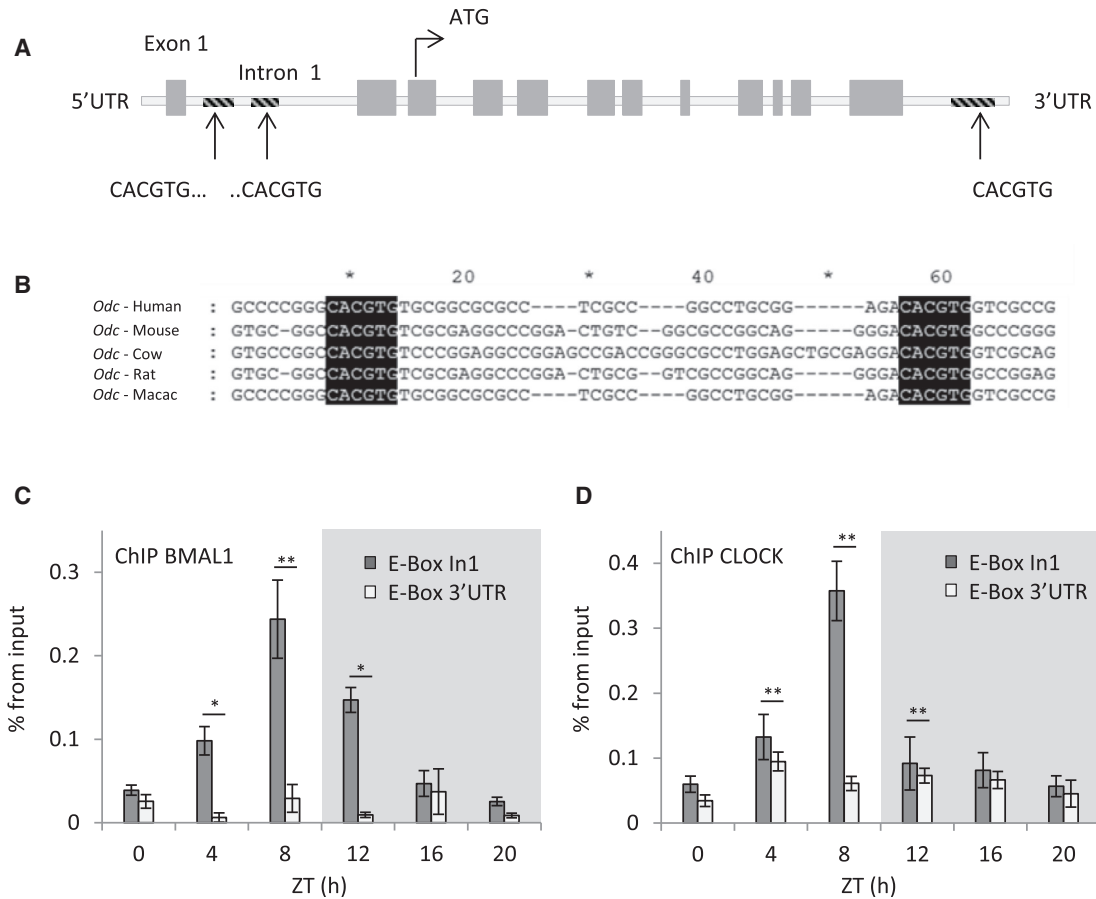 A
Exon 1
Intron 1
ATG
5'UTR
3'UTR
CACGTG...
..CACGTG
CACGTG
B
* 20 * 40 * 60
Odc - Human : GCCCCGGGCACGTGTGCGGCGCGCC----TCGCC----GGCCTGCGG------AGACACGTGGTCGCCG
Odc - Mouse : GTGC-GGCCACGTGTCGCGAGGCCCGGA-CTGTC--GGCGCCGGCAG-----GGGACACGTGGCCCGGG
Odc - Cow : GTGCCGGCCACGTGTCCCGGAGGCCCGGAGCCGACCGGGCGCCTGGAGCTGCGAGGACACGTGGTCGCAG
Odc - Rat : GTGC-GGCCACGTGTCGCGAGGCCCGGA-CTGCG--GTCGCCGGCAG-----GGGACACGTGGCCGGAG
Odc - Macac : GCCCCGGGCACGTGTGCGGCGCGCC----TCGCC----GGCCTGCGG------AGACACGTGGTCGCCG
C
ChIP BMAL1
E-Box In1
E-Box 3'UTR
% from input
0.3
0.2
0.1
0
* ** *
0 4 8 12 16 20
ZT (h)
D
ChIP CLOCK
E-Box In1
E-Box 3'UTR
% from input
0.4
0.3
0.2
0.1
0
** ** **
0 4 8 12 16 20
ZT (h)